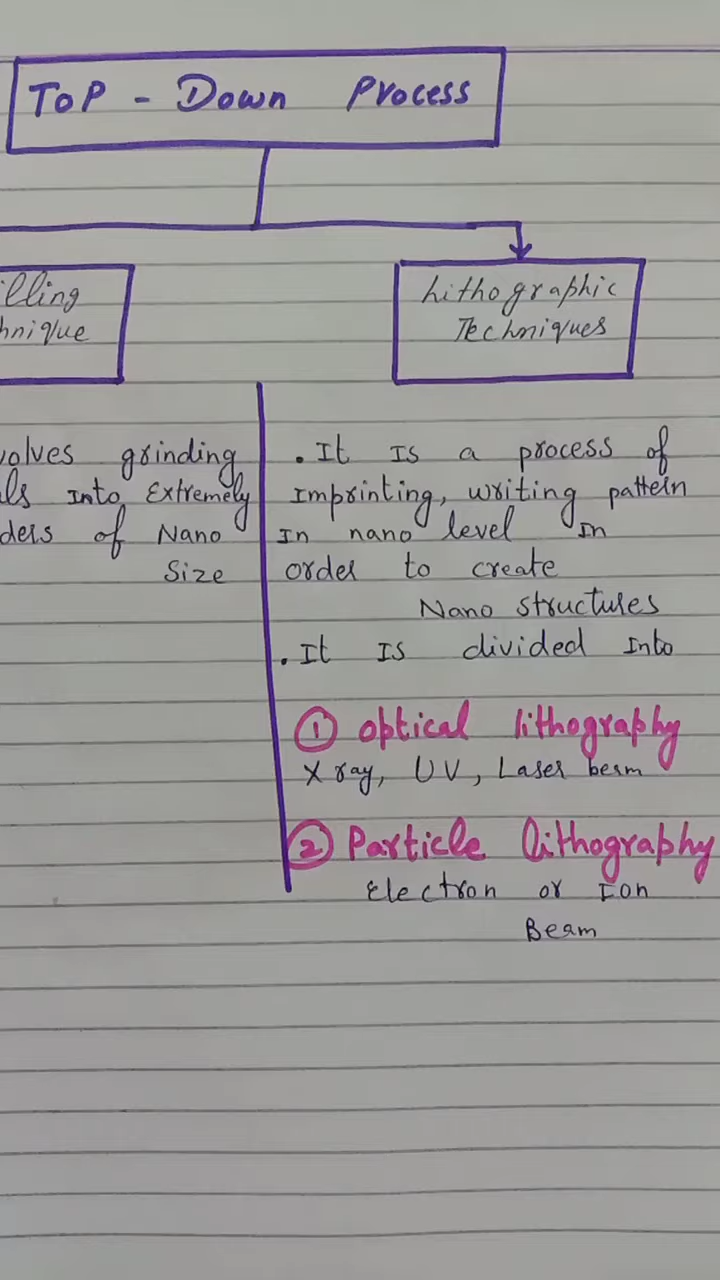 ToP - Down Process
illing
hnique
Lithographic
Techniques
volves grinding
ls Into Extremely
ders of Nano
Size
. It Is a process of
Imprinting, writing pattern
In nano level In
order to create
Nano structures
. It Is divided Into
① optical lithography
X ray, UV, Laser beam
② Particle lithography
Electron or Ion
Beam